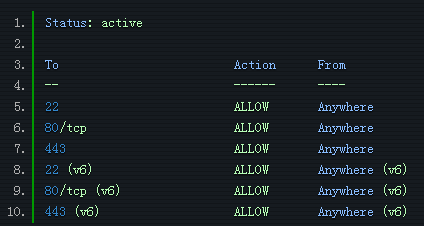 1. Status: active
2.
3. To Action From
4. -- ------ ----
5. 22 ALLOW Anywhere
6. 80/tcp ALLOW Anywhere
7. 443 ALLOW Anywhere
8. 22 (v6) ALLOW Anywhere (v6)
9. 80/tcp (v6) ALLOW Anywhere (v6)
10. 443 (v6) ALLOW Anywhere (v6)